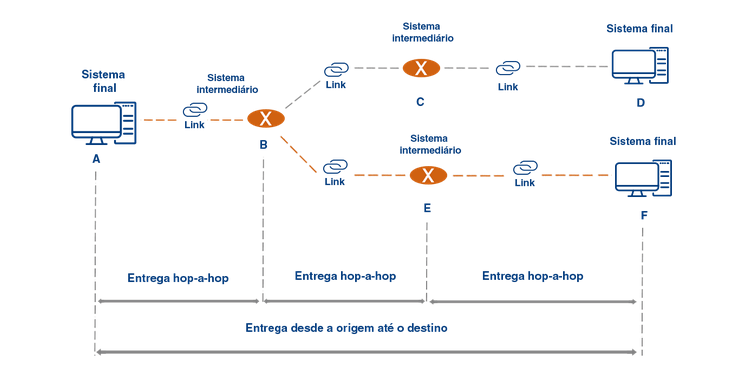 Sistema
intermediário
Sistema final
Link
Link
C
D
Sistema
final
Sistema
intermediário
Link
A
B
Sistema
intermediário
Sistema final
Link
Link
E
F
Entrega hop-a-hop
Entrega hop-a-hop
Entrega hop-a-hop
Entrega desde a origem até o destino